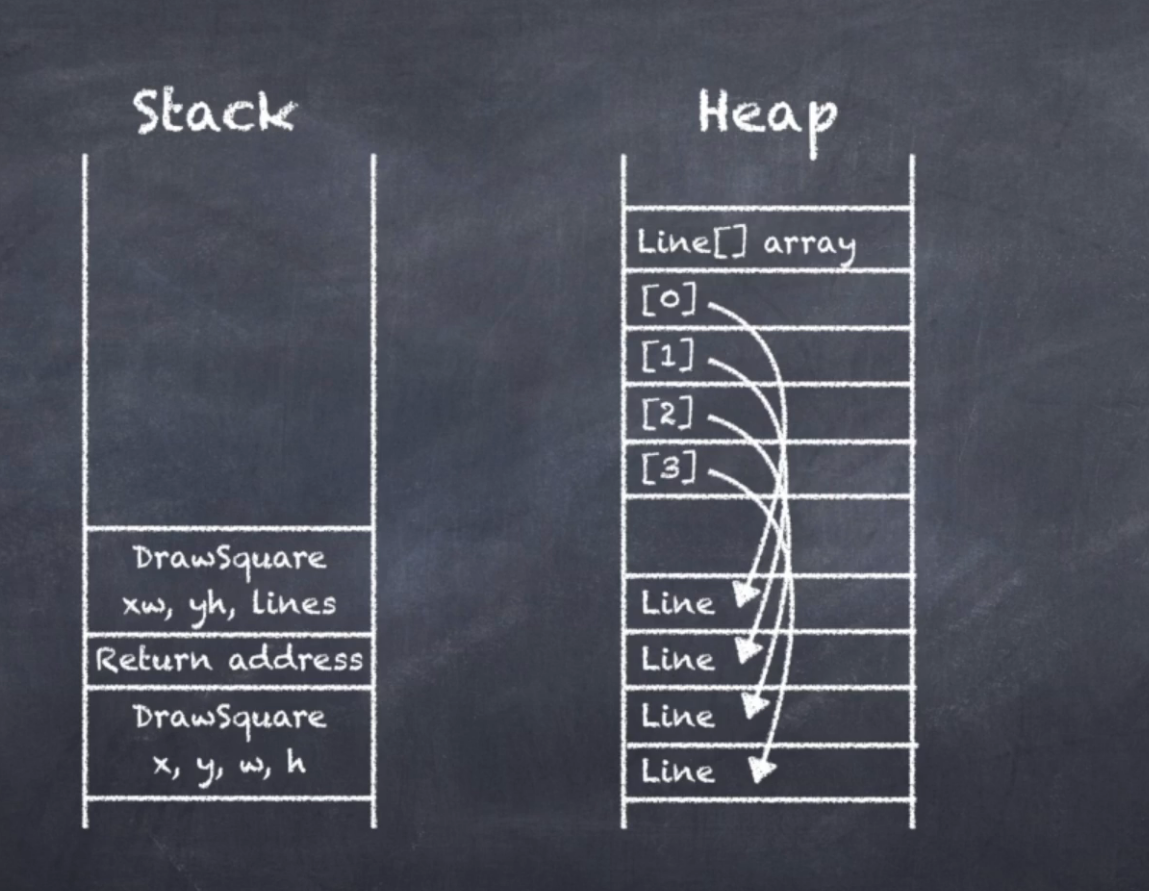 Stack
DrawSquare
xw, yh, lines
Return address
DrawSquare
x, y, w, h
Heap
Line[] array
[0]
[1]
[2]
[3]
Line
Line
Line
Line